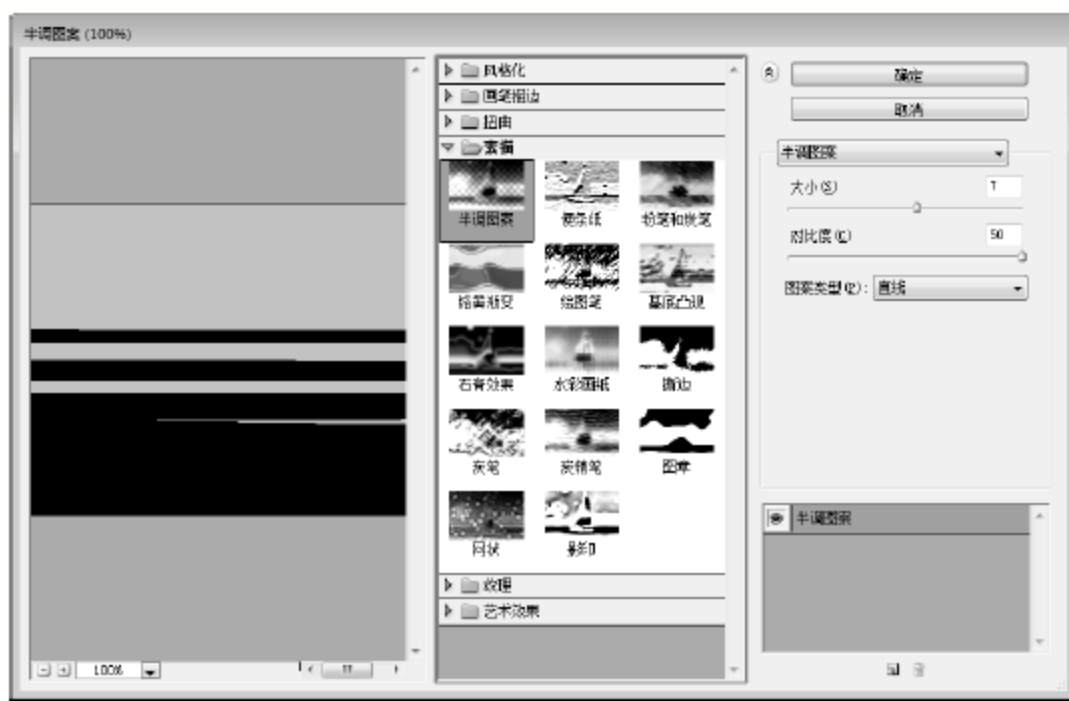 半调图案 (100%)
风格化
画笔描边
扭曲
素描
半调图案
便条纸
粉笔和炭笔
铬黄渐变
绘图笔
基底凸现
石膏效果
水彩画纸
撕边
炭笔
炭精笔
图章
网状
影印
纹理
艺术效果
100%
确定
取消
半调图案
大小(S)
7
对比度(C)
50
图案类型(P): 直线
半调图案